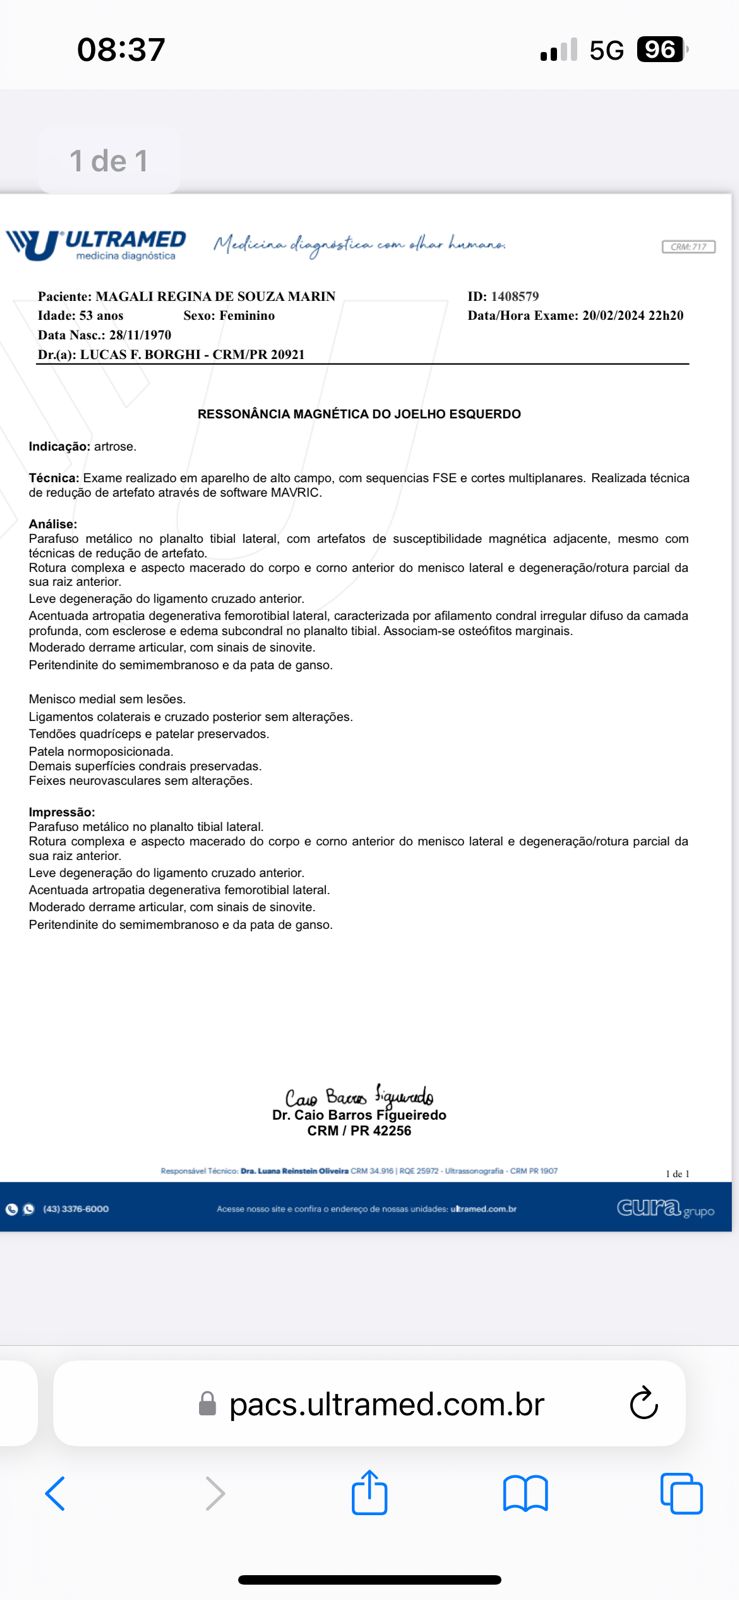 08:37
5G 96
1 de 1
ULTRAMED
medicina diagnóstica
Medicina diagnóstica com olhar humano.
CRM: 717
Paciente: MAGALI REGINA DE SOUZA MARIN
ID: 1408579
Idade: 53 anos Sexo: Feminino
Data/Hora Exame: 20/02/2024 22h20
Data Nasc.: 28/11/1970
Dr.(a): LUCAS F. BORGHI - CRM/PR 20921
RESSONÂNCIA MAGNÉTICA DO JOELHO ESQUERDO
Indicação: artrose.
Técnica: Exame realizado em aparelho de alto campo, com sequencias FSE e cortes multiplanares. Realizada técnica
de redução de artefato através de software MAVRIC.
Análise:
Parafuso metálico no planalto tibial lateral, com artefatos de susceptibilidade magnética adjacente, mesmo com
técnicas de redução de artefato.
Rotura complexa e aspecto macerado do corpo e corno anterior do menisco lateral e degeneração/rotura parcial da
sua raiz anterior.
Leve degeneração do ligamento cruzado anterior.
Acentuada artropatia degenerativa femorotibial lateral, caracterizada por afilamento condral irregular difuso da camada
profunda, com esclerose e edema subcondral no planalto tibial. Associam-se osteófitos marginais.
Moderado derrame articular, com sinais de sinovite.
Peritendinite do semimembranoso e da pata de ganso.
Menisco medial sem lesões.
Ligamentos colaterais e cruzado posterior sem alterações.
Tendões quadríceps e patelar preservados.
Patela normoposicionada.
Demais superfícies condrais preservadas.
Feixes neurovasculares sem alterações.
Impressão:
Parafuso metálico no planalto tibial lateral.
Rotura complexa e aspecto macerado do corpo e corno anterior do menisco lateral e degeneração/rotura parcial da
sua raiz anterior.
Leve degeneração do ligamento cruzado anterior.
Acentuada artropatia degenerativa femorotibial lateral.
Moderado derrame articular, com sinais de sinovite.
Peritendinite do semimembranoso e da pata de ganso.
Caio Barros Figueiredo
Dr. Caio Barros Figueiredo
CRM / PR 42256
Responsável Técnico: Dra. Luana Reinstein Oliveira CRM 34.916 | RQE 25972 - Ultrassonografia - CRM PR 1907
1 de 1
(43) 3376-6000
Acesse nosso site e confira o endereço de nossas unidades: ultramed.com.br
cura grupo
pacs.ultramed.com.br